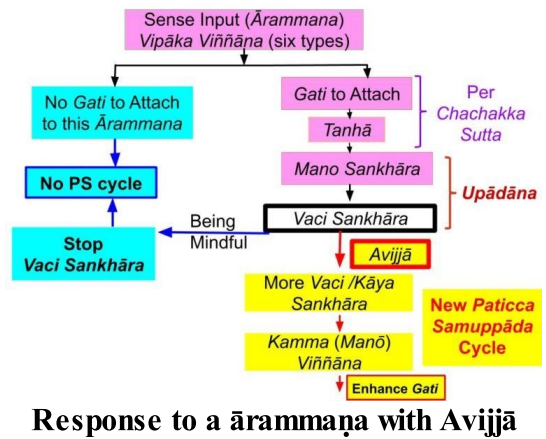 Sense Input (Ārammana)
Vipāka Viññāna (six types)
No Gati to Attach
to this Ārammana
Gati to Attach
Per
Chachakka
Sutta
Tanhā
No PS cycle
Mano Sankhāra
Upādāna
Vaci Sankhāra
Being
Mindful
Stop
Vaci Sankhāra
Avijjā
More Vaci /Kāya
Sankhāra
New Paticca
Samuppāda
Cycle
Kamma (Manō)
Viññāna
Enhance Gati
Response to a ārammaṇa with Avijjā